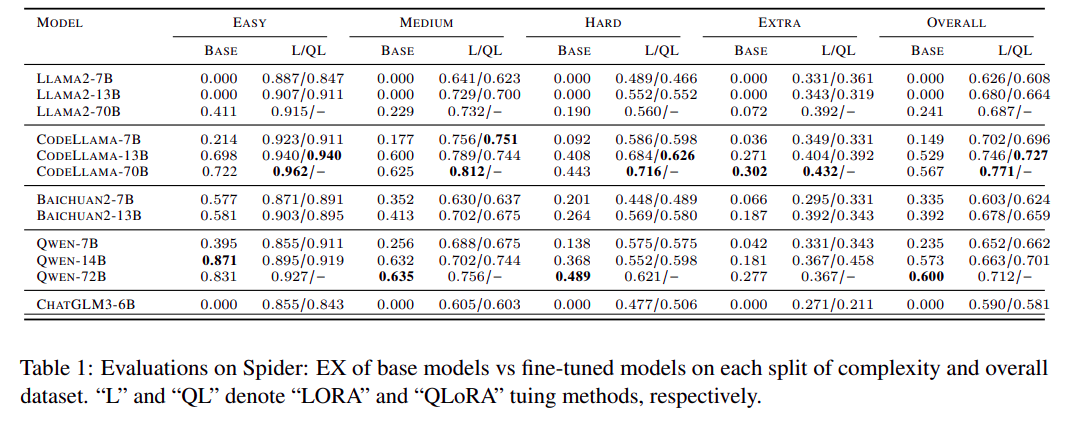 MODEL EASY MEDIUM HARD EXTRA OVERALL
BASE L/QL BASE L/QL BASE L/QL BASE L/QL BASE L/QL
LLAMA2-7B 0.000 0.887/0.847 0.000 0.641/0.623 0.000 0.489/0.466 0.000 0.331/0.361 0.000 0.626/0.608
LLAMA2-13B 0.000 0.907/0.911 0.000 0.729/0.700 0.000 0.552/0.552 0.000 0.343/0.319 0.000 0.680/0.664
LLAMA2-70B 0.411 0.915/– 0.229 0.732/– 0.190 0.560/– 0.072 0.392/– 0.241 0.687/–
CODELLAMA-7B 0.214 0.923/0.911 0.177 0.756/0.751 0.092 0.586/0.598 0.036 0.349/0.331 0.149 0.702/0.696
CODELLAMA-13B 0.698 0.940/0.940 0.600 0.789/0.744 0.408 0.684/0.626 0.271 0.404/0.392 0.529 0.746/0.727
CODELLAMA-70B 0.722 0.962/– 0.625 0.812/– 0.443 0.716/– 0.302 0.432/– 0.567 0.771/–
BAICHUAN2-7B 0.577 0.871/0.891 0.352 0.630/0.637 0.201 0.448/0.489 0.066 0.295/0.331 0.335 0.603/0.624
BAICHUAN2-13B 0.581 0.903/0.895 0.413 0.702/0.675 0.264 0.569/0.580 0.187 0.392/0.343 0.392 0.678/0.659
QWEN-7B 0.395 0.855/0.911 0.256 0.688/0.675 0.138 0.575/0.575 0.042 0.331/0.343 0.235 0.652/0.662
QWEN-14B 0.871 0.895/0.919 0.632 0.702/0.744 0.368 0.552/0.598 0.181 0.367/0.458 0.573 0.663/0.701
QWEN-72B 0.831 0.927/– 0.635 0.756/– 0.489 0.621/– 0.277 0.367/– 0.600 0.712/–
CHATGLM3-6B 0.000 0.855/0.843 0.000 0.605/0.603 0.000 0.477/0.506 0.000 0.271/0.211 0.000 0.590/0.581
Table 1: Evaluations on Spider: EX of base models vs fine-tuned models on each split of complexity and overall
dataset. “L” and “QL” denote “LORA” and “QLoRA” tuing methods, respectively.